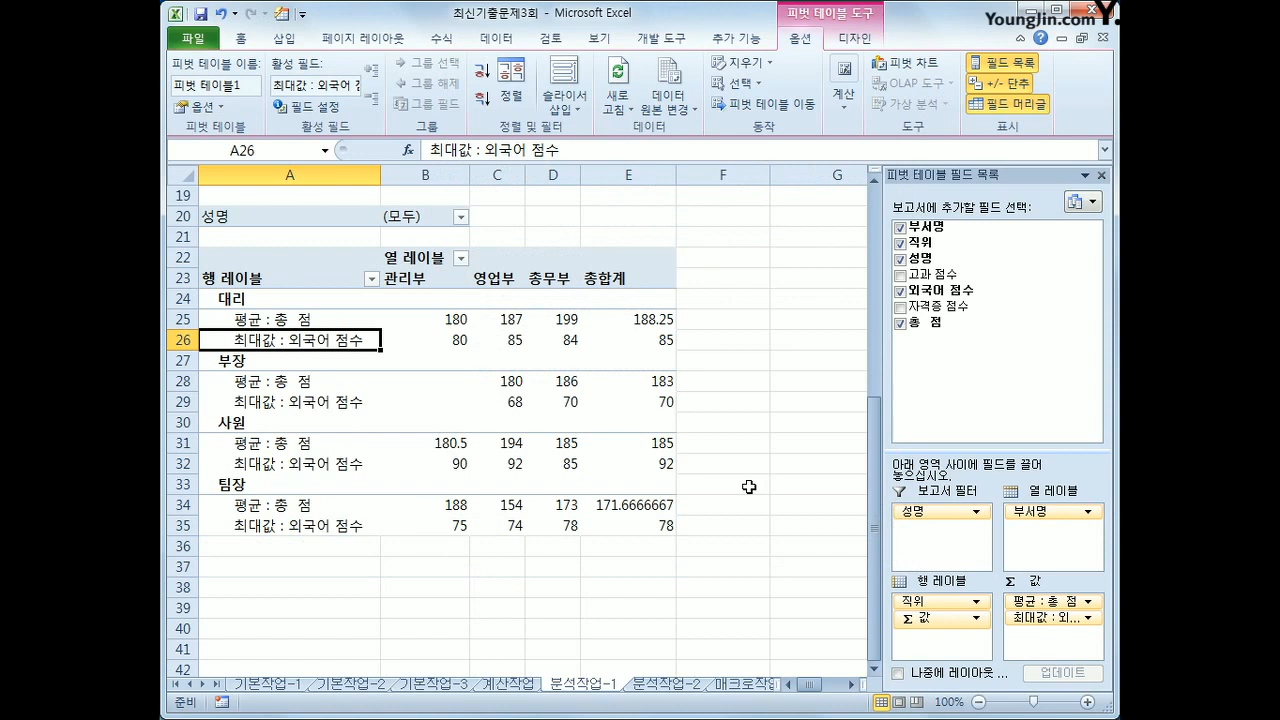 최신기출문제3회 - Microsoft Excel
피벗 테이블 도구
YoungJin.com Y.
파일 홈 삽입 페이지 레이아웃 수식 데이터 검토 보기 개발 도구 추가 기능 옵션 디자인
피벗 테이블 이름:
피벗 테이블1
옵션
피벗 테이블
활성 필드:
최대값 : 외국어 점
필드 설정
활성 필드
그룹 선택
그룹 해제
그룹 필드
그룹
정렬
슬라이서 삽입
정렬 및 필터
새로 고침
데이터 원본 변경
데이터
지우기
선택
피벗 테이블 이동
동작
계산
피벗 차트
OLAP 도구
가상 분석
도구
필드 목록
+/- 단추
필드 머리글
표시
A26 fx 최대값 : 외국어 점수
A B C D E F G
19
20 성명 (모두)
21
22 열 레이블
23 행 레이블 관리부 영업부 총무부 총합계
24 대리
25 평균 : 총 점 180 187 199 188.25
26 최대값 : 외국어 점수 80 85 84 85
27 부장
28 평균 : 총 점 180 186 183
29 최대값 : 외국어 점수 68 70 70
30 사원
31 평균 : 총 점 180.5 194 185 185
32 최대값 : 외국어 점수 90 92 85 92
33 팀장
34 평균 : 총 점 188 154 173 171.6666667
35 최대값 : 외국어 점수 75 74 78 78
36
37
38
39
40
41
42
피벗 테이블 필드 목록
보고서에 추가할 필드 선택:
부서명
직위
성명
고과 점수
외국어 점수
자격증 점수
총 점
아래 영역 사이에 필드를 끌어
놓으십시오.
보고서 필터 열 레이블
성명 부서명
행 레이블 Σ 값
직위 평균 : 총 점
Σ 값 최대값 : 외...
나중에 레이아웃 ... 업데이트
기본작업-1 기본작업-2 기본작업-3 계산작업 분석작업-1 분석작업-2 매크로작
준비 100%